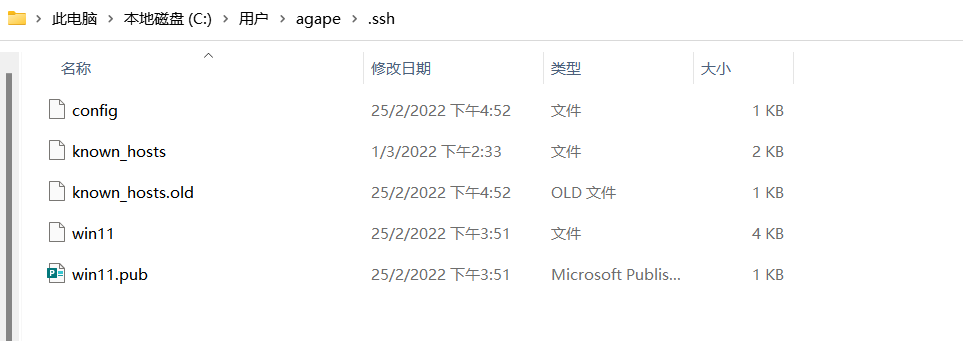 此电脑 > 本地磁盘 (C:) > 用户 > agape > .ssh
名称 修改日期 类型 大小
config 25/2/2022 下午4:52 文件 1 KB
known_hosts 1/3/2022 下午2:33 文件 2 KB
known_hosts.old 25/2/2022 下午4:52 OLD 文件 1 KB
win11 25/2/2022 下午3:51 文件 4 KB
win11.pub 25/2/2022 下午3:51 Microsoft Publis... 1 KB